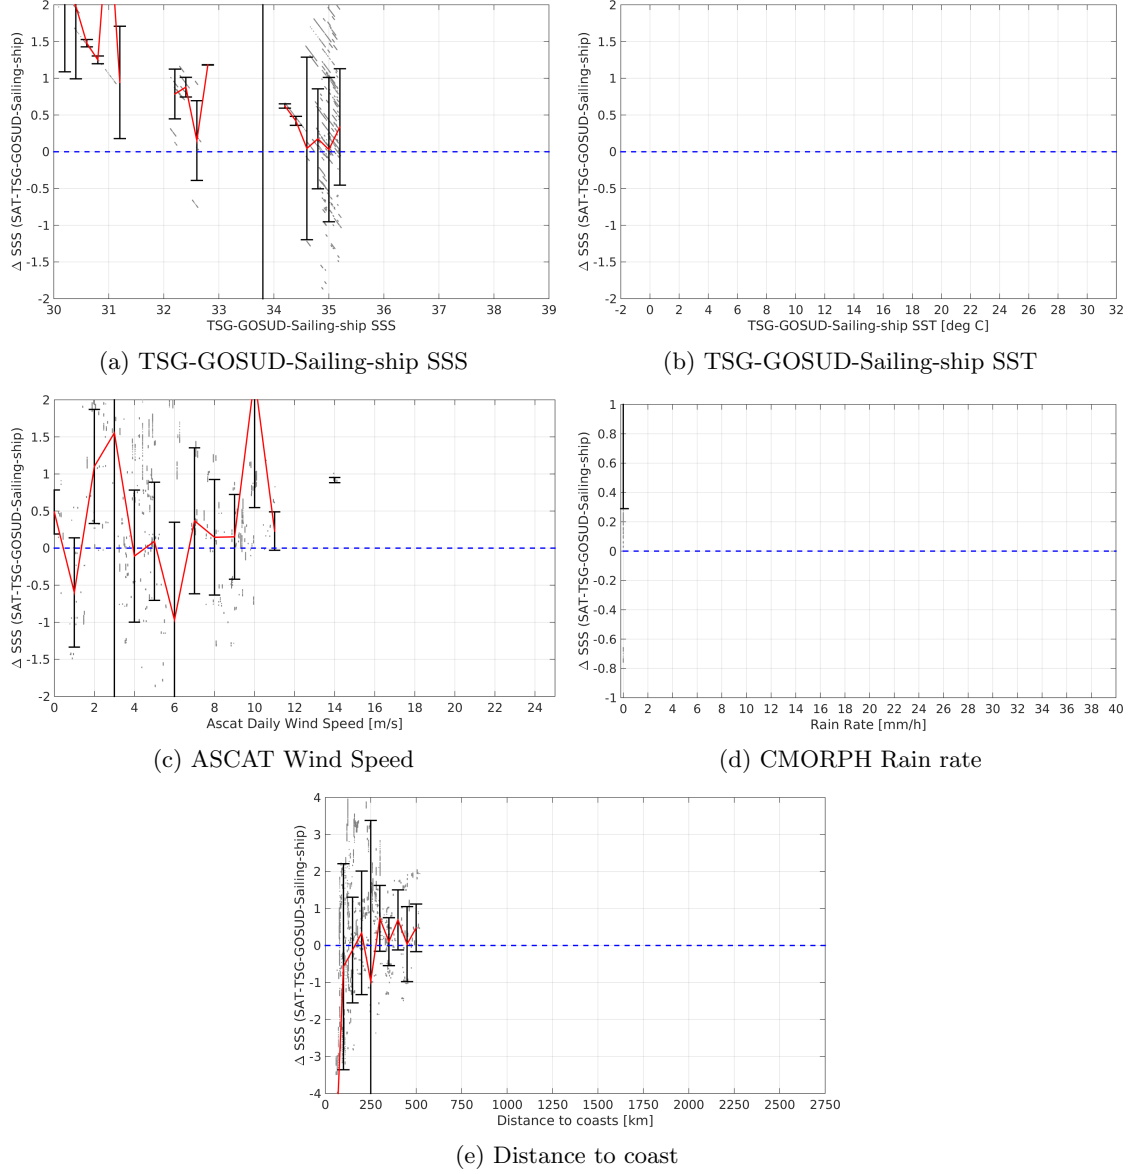 2
1.5
1
0.5
0
-0.5
-1
-1.5
-2
Δ SSS (SAT-TSG-GOSUD-Sailing-ship)
30 31 32 33 34 35 36 37 38 39
TSG-GOSUD-Sailing-ship SSS
(a) TSG-GOSUD-Sailing-ship SSS
2
1.5
1
0.5
0
-0.5
-1
-1.5
-2
Δ SSS (SAT-TSG-GOSUD-Sailing-ship)
-2 0 2 4 6 8 10 12 14 16 18 20 22 24 26 28 30 32
TSG-GOSUD-Sailing-ship SST [deg C]
(b) TSG-GOSUD-Sailing-ship SST
2
1.5
1
0.5
0
-0.5
-1
-1.5
-2
Δ SSS (SAT-TSG-GOSUD-Sailing-ship)
0 2 4 6 8 10 12 14 16 18 20 22 24
Ascat Daily Wind Speed [m/s]
(c) ASCAT Wind Speed
1
0.8
0.6
0.4
0.2
0
-0.2
-0.4
-0.6
-0.8
-1
Δ SSS (SAT-TSG-GOSUD-Sailing-ship)
0 2 4 6 8 10 12 14 16 18 20 22 24 26 28 30 32 34 36 38 40
Rain Rate [mm/h]
(d) CMORPH Rain rate
4
3
2
1
0
-1
-2
-3
-4
Δ SSS (SAT-TSG-GOSUD-Sailing-ship)
0 250 500 750 1000 1250 1500 1750 2000 2250 2500 2750
Distance to coasts [km]
(e) Distance to coast